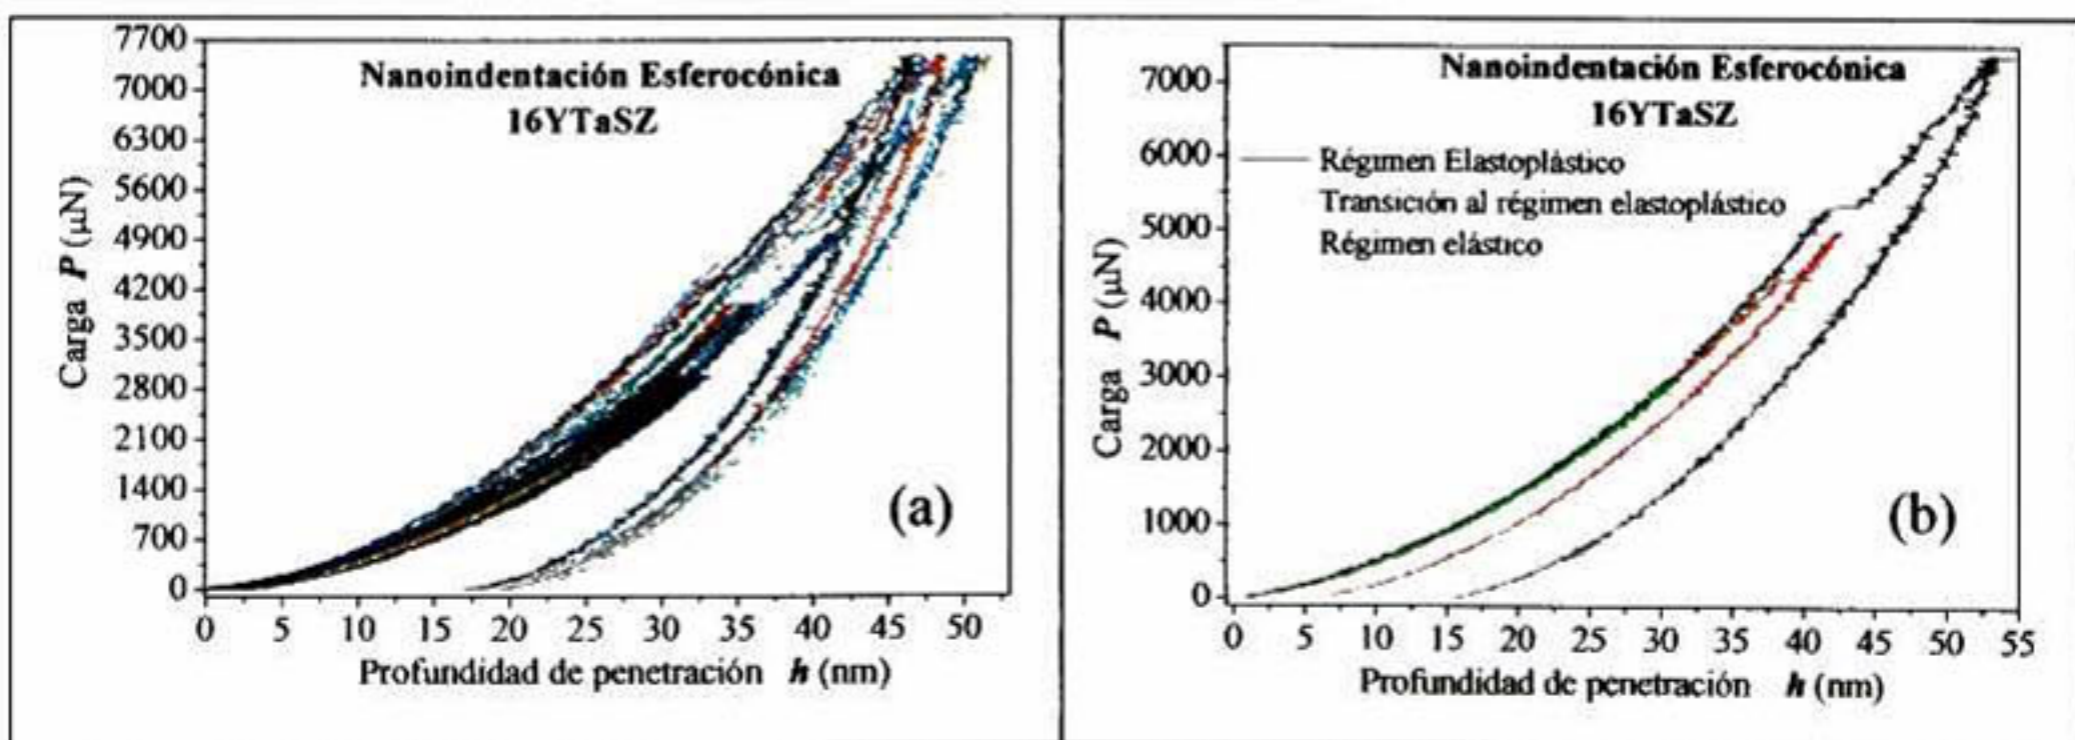 Nanoindentación Esferocónica
16YTaSZ
7700
7000
6300
5600
4900
4200
3500
2800
2100
1400
700
0
Carga P (μN)
(a)
0 5 10 15 20 25 30 35 40 45 50
Profundidad de penetración h (nm)
Nanoindentación Esferocónica
16YTaSZ
Régimen Elastoplástico
Transición al régimen elastoplástico
Régimen elástico
7000
6000
5000
4000
3000
2000
1000
0
Carga P (μN)
(b)
0 5 10 15 20 25 30 35 40 45 50 55
Profundidad de penetración h (nm)